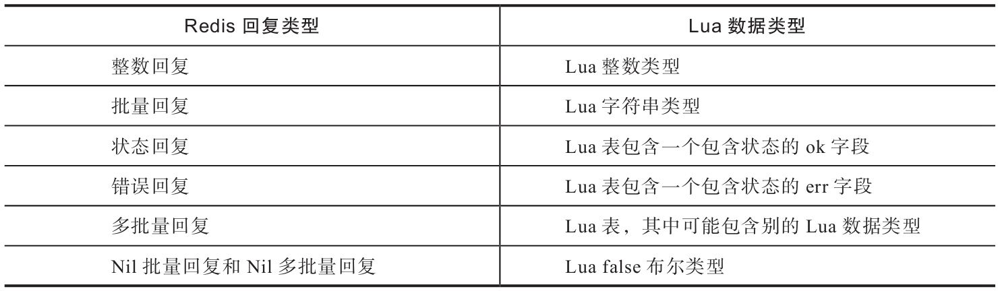 Redis 回复类型 Lua 数据类型
整数回复 Lua 整数类型
批量回复 Lua 字符串类型
状态回复 Lua 表包含一个包含状态的 ok 字段
错误回复 Lua 表包含一个包含状态的 err 字段
多批量回复 Lua 表，其中可能包含别的 Lua 数据类型
Nil 批量回复和 Nil 多批量回复 Lua false 布尔类型